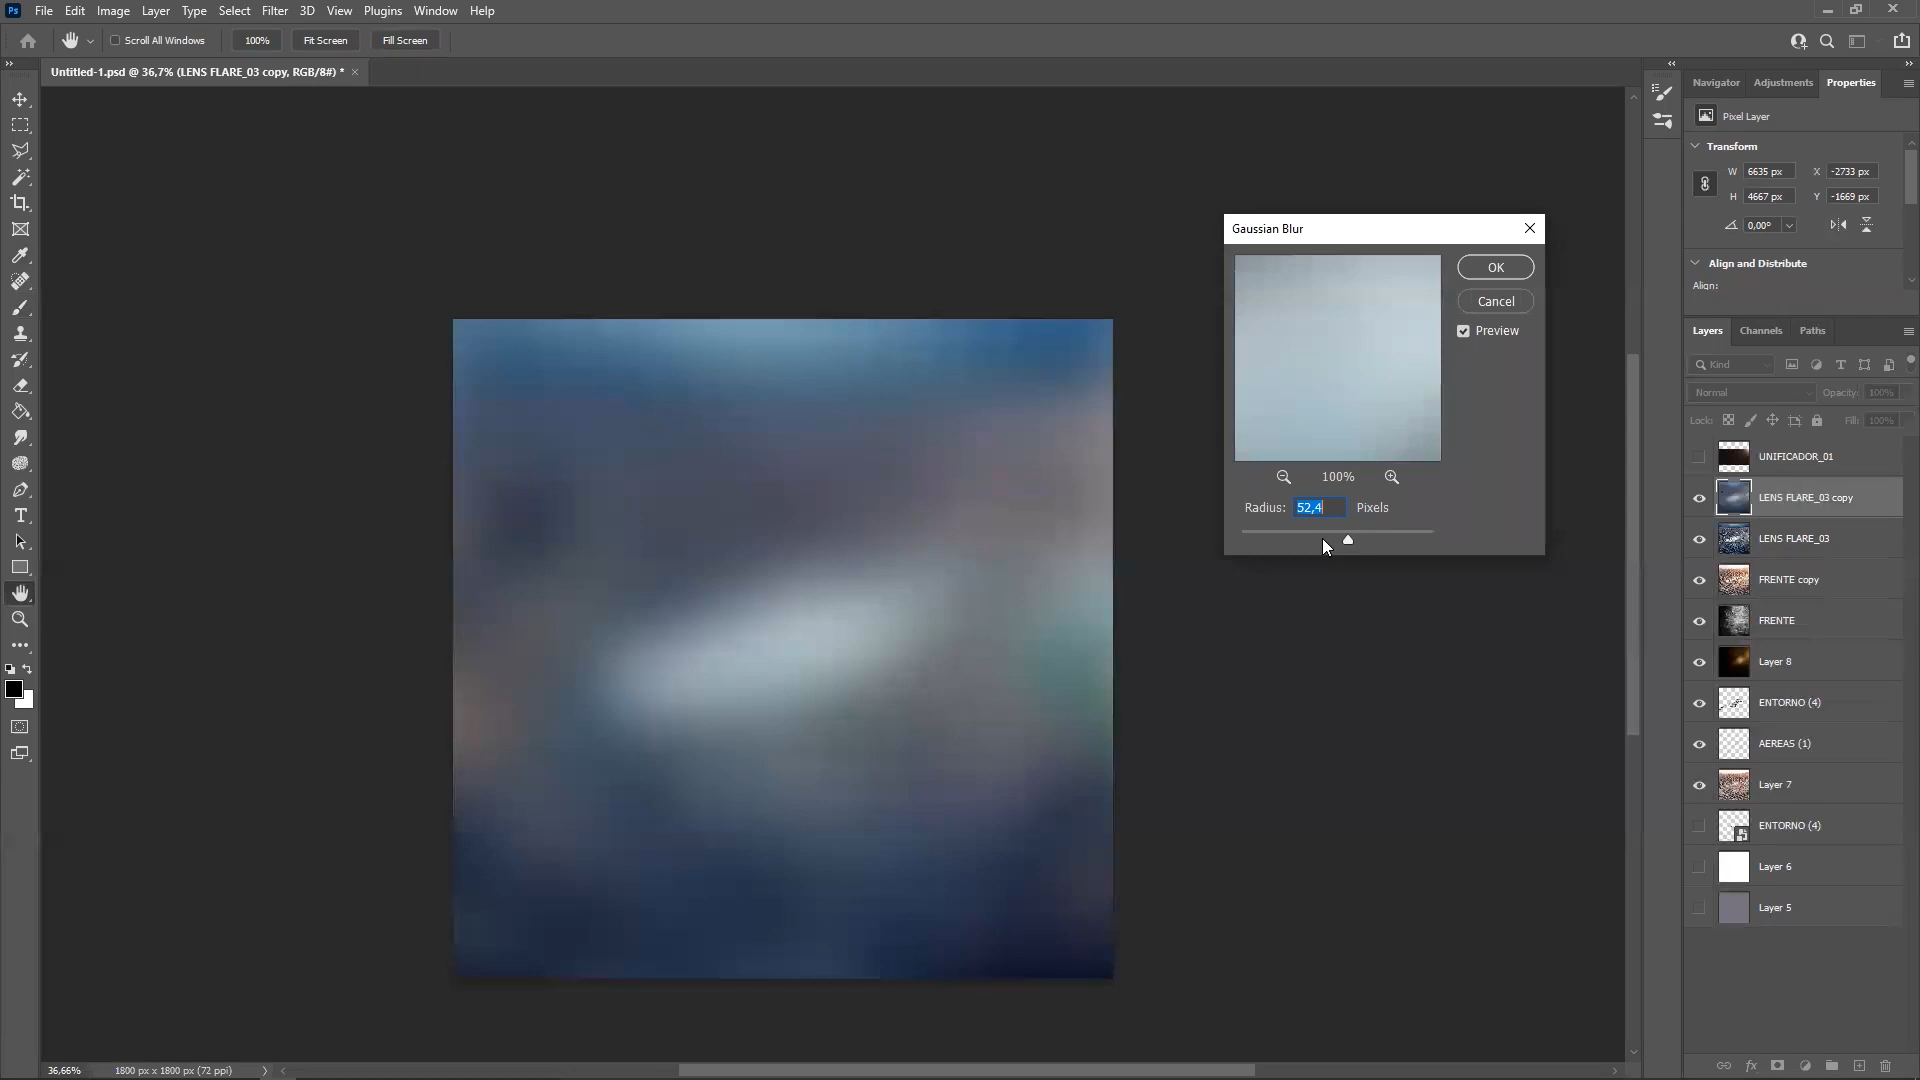 Ps File Edit Image Layer Type Select Filter 3D View Plugins Window Help
Scroll All Windows 100% Fit Screen Fill Screen
Untitled-1.psd @ 36,7% (LENS FLARE_03 copy, RGB/8#) *
Navigator Adjustments Properties
Pixel Layer
Transform
W 6635 px X -2733 px
H 4667 px Y -1669 px
0,00°
Align and Distribute
Align:
Gaussian Blur
OK
Cancel
Preview
100%
Radius: 52,4 Pixels
Layers Channels Paths
Kind
Normal Opacity: 100%
Lock: Fill: 100%
UNIFICADOR_01
LENS FLARE_03 copy
LENS FLARE_03
FRENTE copy
FRENTE
Layer 8
ENTORNO (4)
AEREAS (1)
Layer 7
ENTORNO (4)
Layer 6
Layer 5
fx
T
36,66% 1800 px x 1800 px (72 ppi)